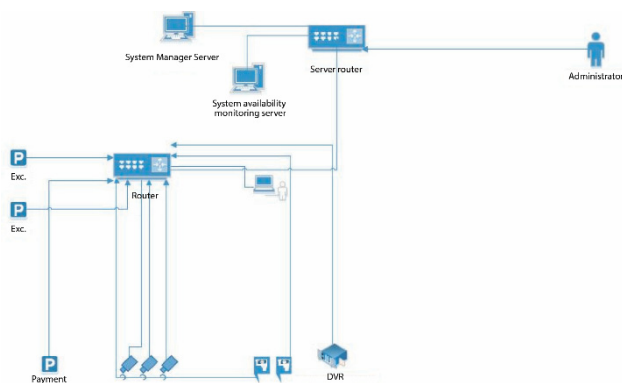 System Manager Server
Server router
Administrator
System availability
monitoring server
P
Exc.
Router
P
Exc.
P
Payment
DVR